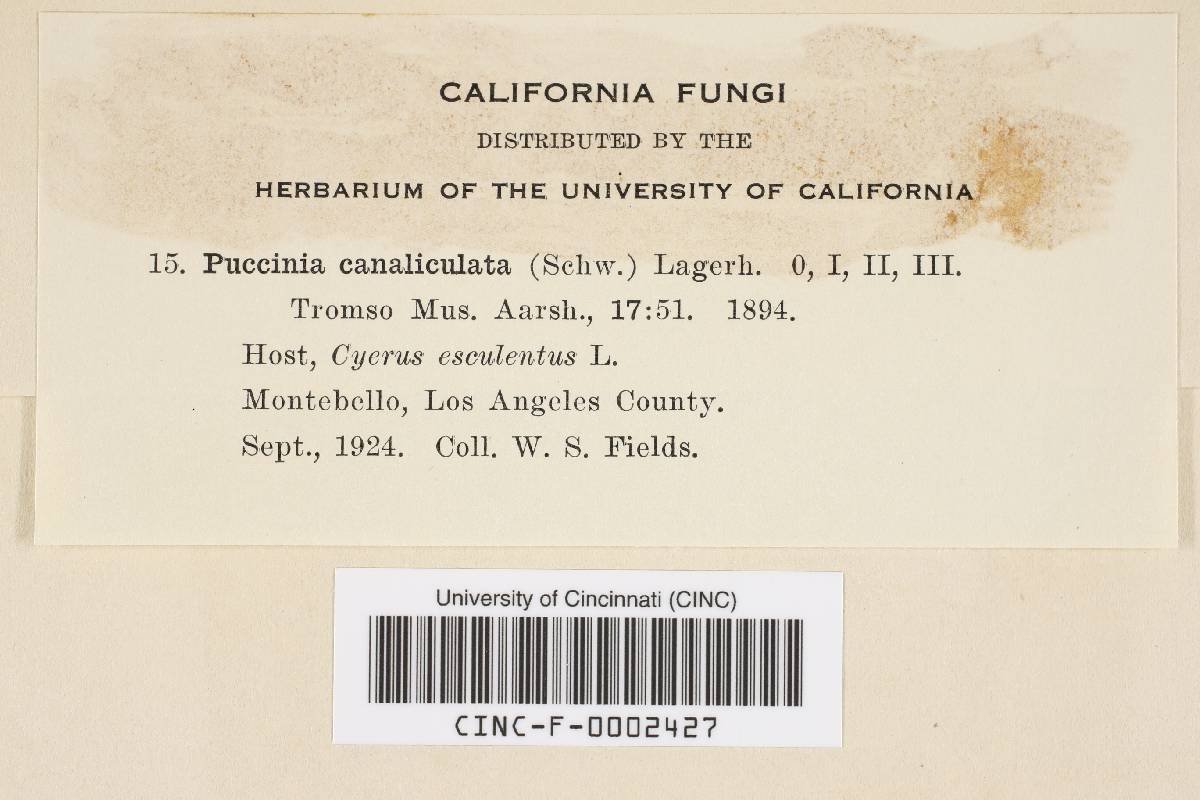 CALIFORNIA FUNGI
DISTRIBUTED BY THE
HERBARIUM OF THE UNIVERSITY OF CALIFORNIA
15. Puccinia canaliculata (Schw.) Lagerh. 0, I, II, III.
Tromso Mus. Aarsh., 17:51. 1894.
Host, Cyerus esculentus L.
Montebello, Los Angeles County.
Sept., 1924. Coll. W. S. Fields.
University of Cincinnati (CINC)
CINC-F-0002427